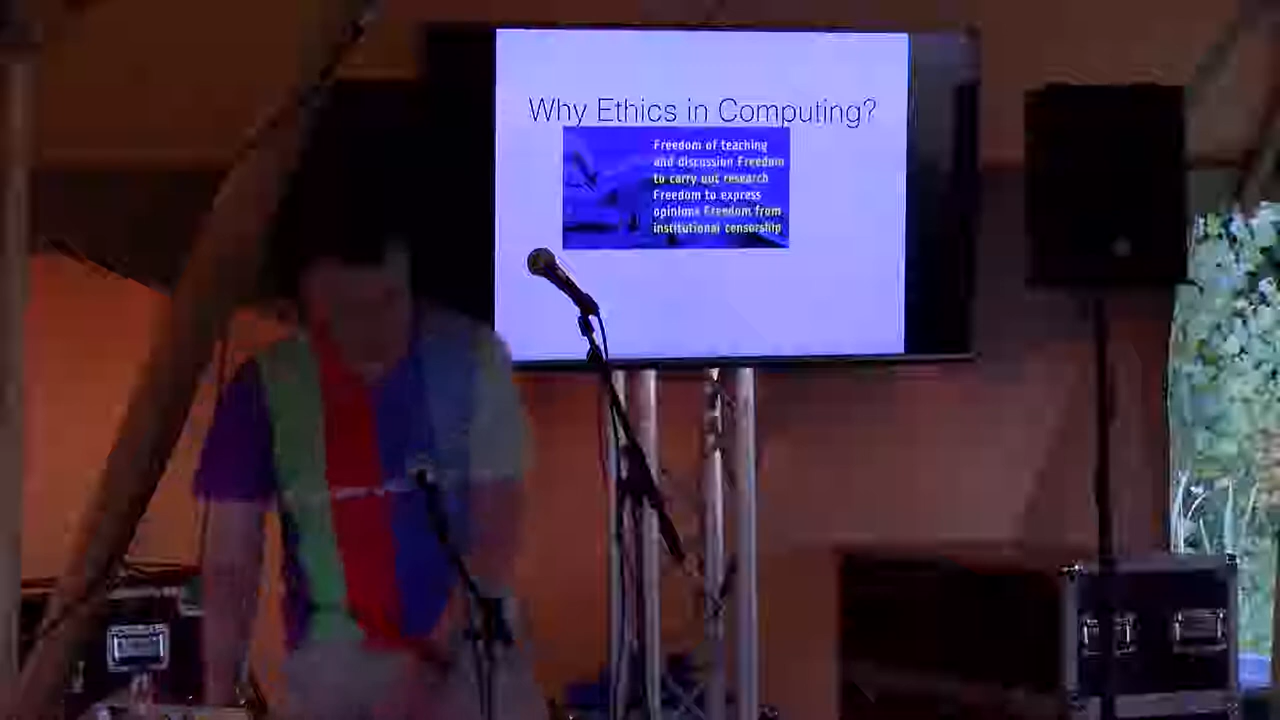 Why Ethics in Computing?
Freedom of teaching
and discussion Freedom
to carry out research
Freedom to express
opinions Freedom from
institutional censorship